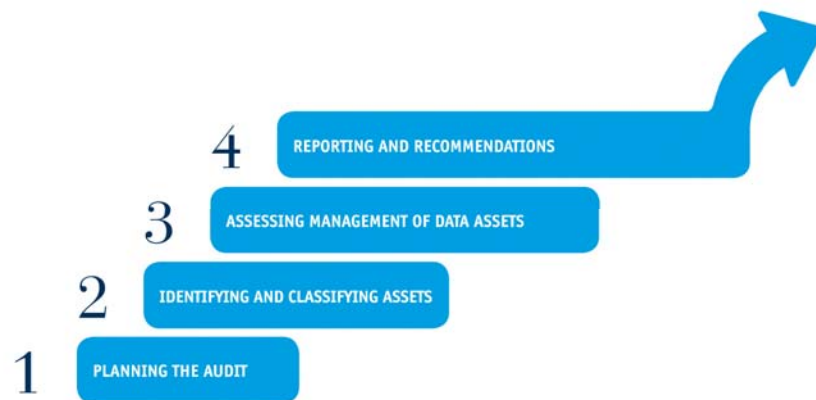 4 REPORTING AND RECOMMENDATIONS
3 ASSESSING MANAGEMENT OF DATA ASSETS
2 IDENTIFYING AND CLASSIFYING ASSETS
1 PLANNING THE AUDIT